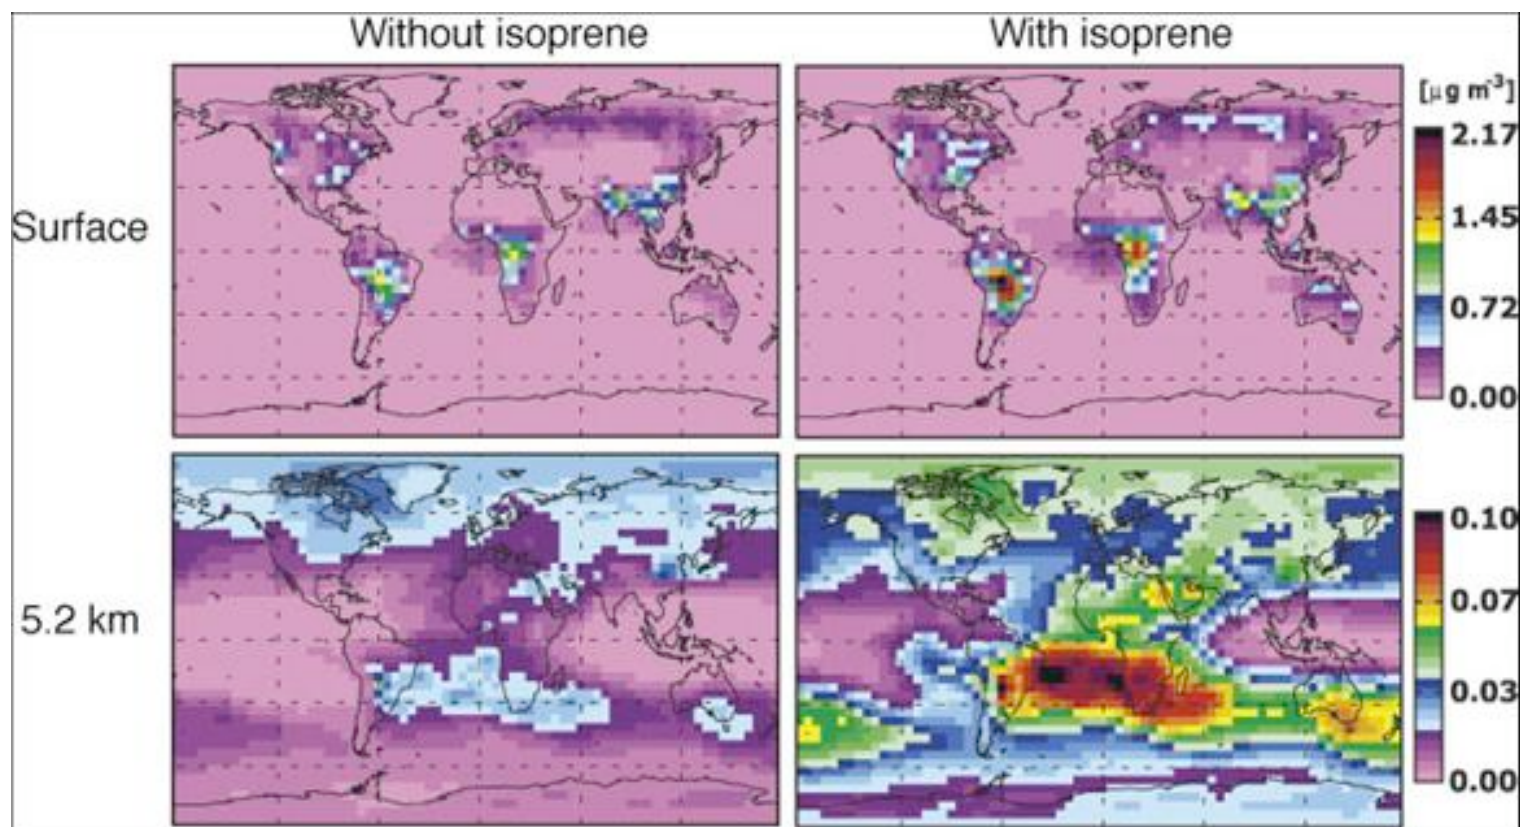 Without isoprene
With isoprene
[μg m-3]
Surface
2.17
1.45
0.72
0.00
5.2 km
0.10
0.07
0.03
0.00